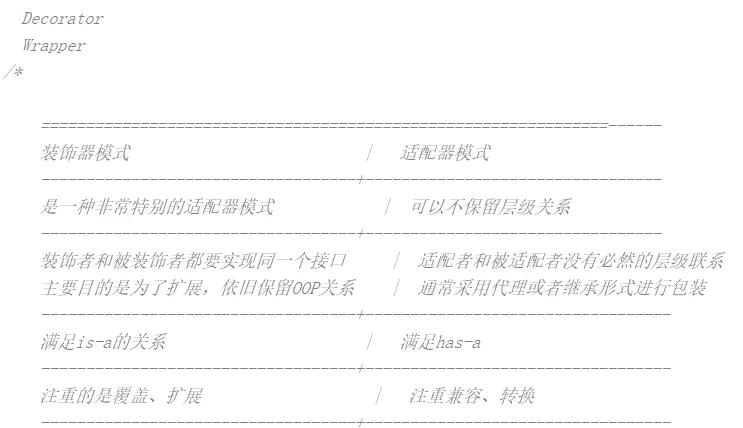 Decorator
Wrapper
/*
===============================================================------
装饰器模式 | 适配器模式
-----------------------------------+---------------------------------
是一种非常特别的适配器模式 | 可以不保留层级关系
-----------------------------------+---------------------------------
装饰者和被装饰者都要实现同一个接口 | 适配者和被适配者没有必然的层级联系
主要目的是为了扩展，依旧保留OOP关系 | 通常采用代理或者继承形式进行包装
-----------------------------------+----------------------------------
满足is-a的关系 | 满足has-a
-----------------------------------+----------------------------------
注重的是覆盖、扩展 | 注重兼容、转换
-----------------------------------+----------------------------------